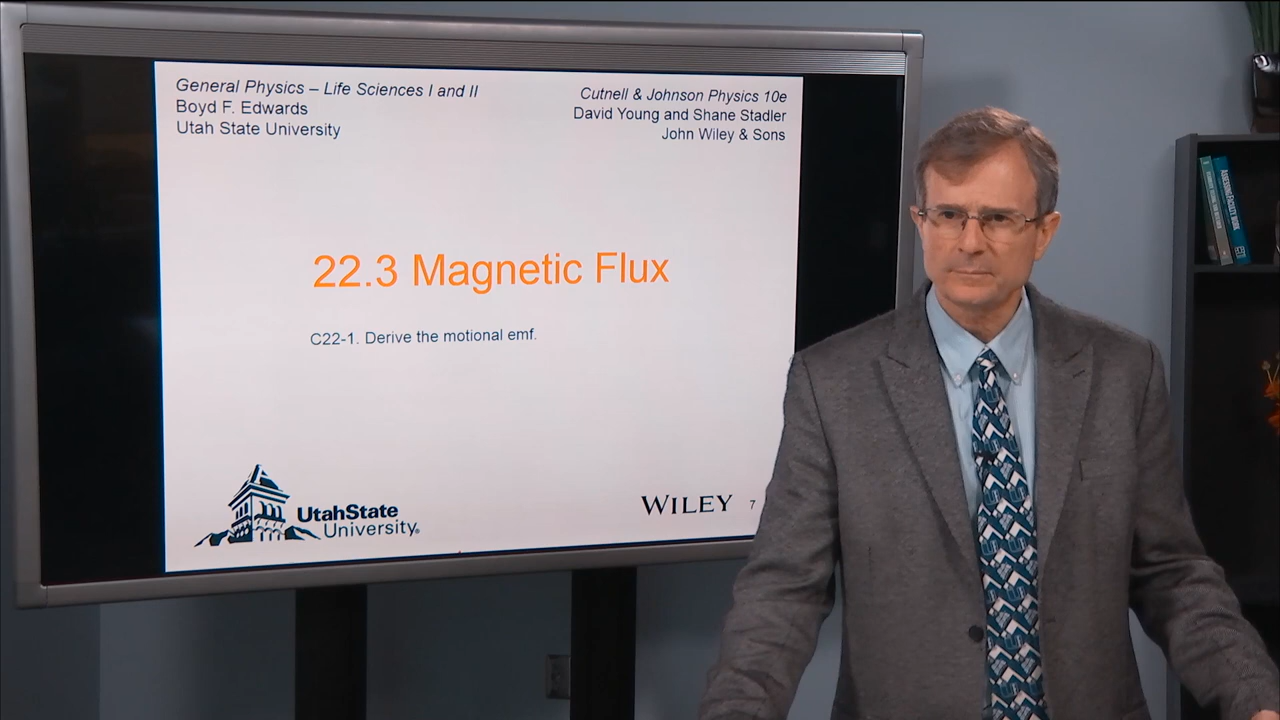 General Physics – Life Sciences I and II
Boyd F. Edwards
Utah State University
Cutnell & Johnson Physics 10e
David Young and Shane Stadler
John Wiley & Sons
22.3 Magnetic Flux
C22-1. Derive the motional emf.
UtahState
University®
WILEY
7